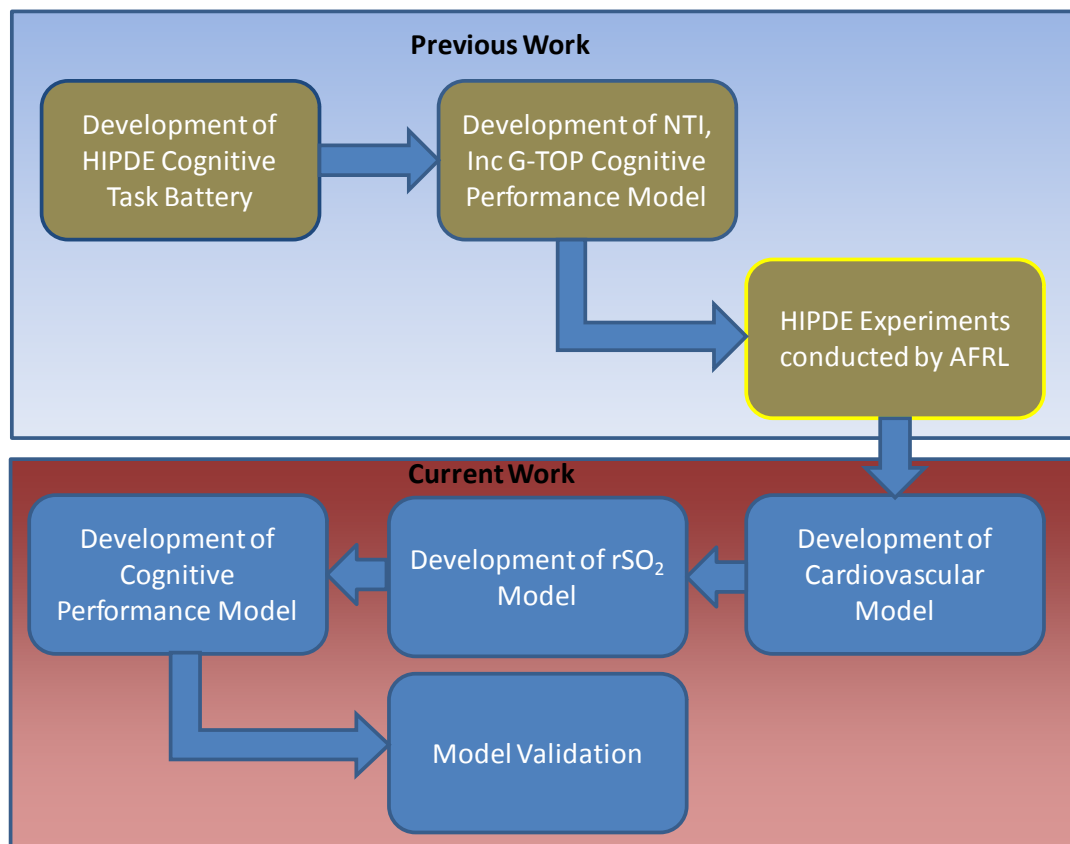 Previous Work
Development of
HIPDE Cognitive
Task Battery
Development of NTI,
Inc G-TOP Cognitive
Performance Model
HIPDE Experiments
conducted by AFRL
Current Work
Development of
Cognitive
Performance Model
Development of rSO₂
Model
Development of
Cardiovascular
Model
Model Validation